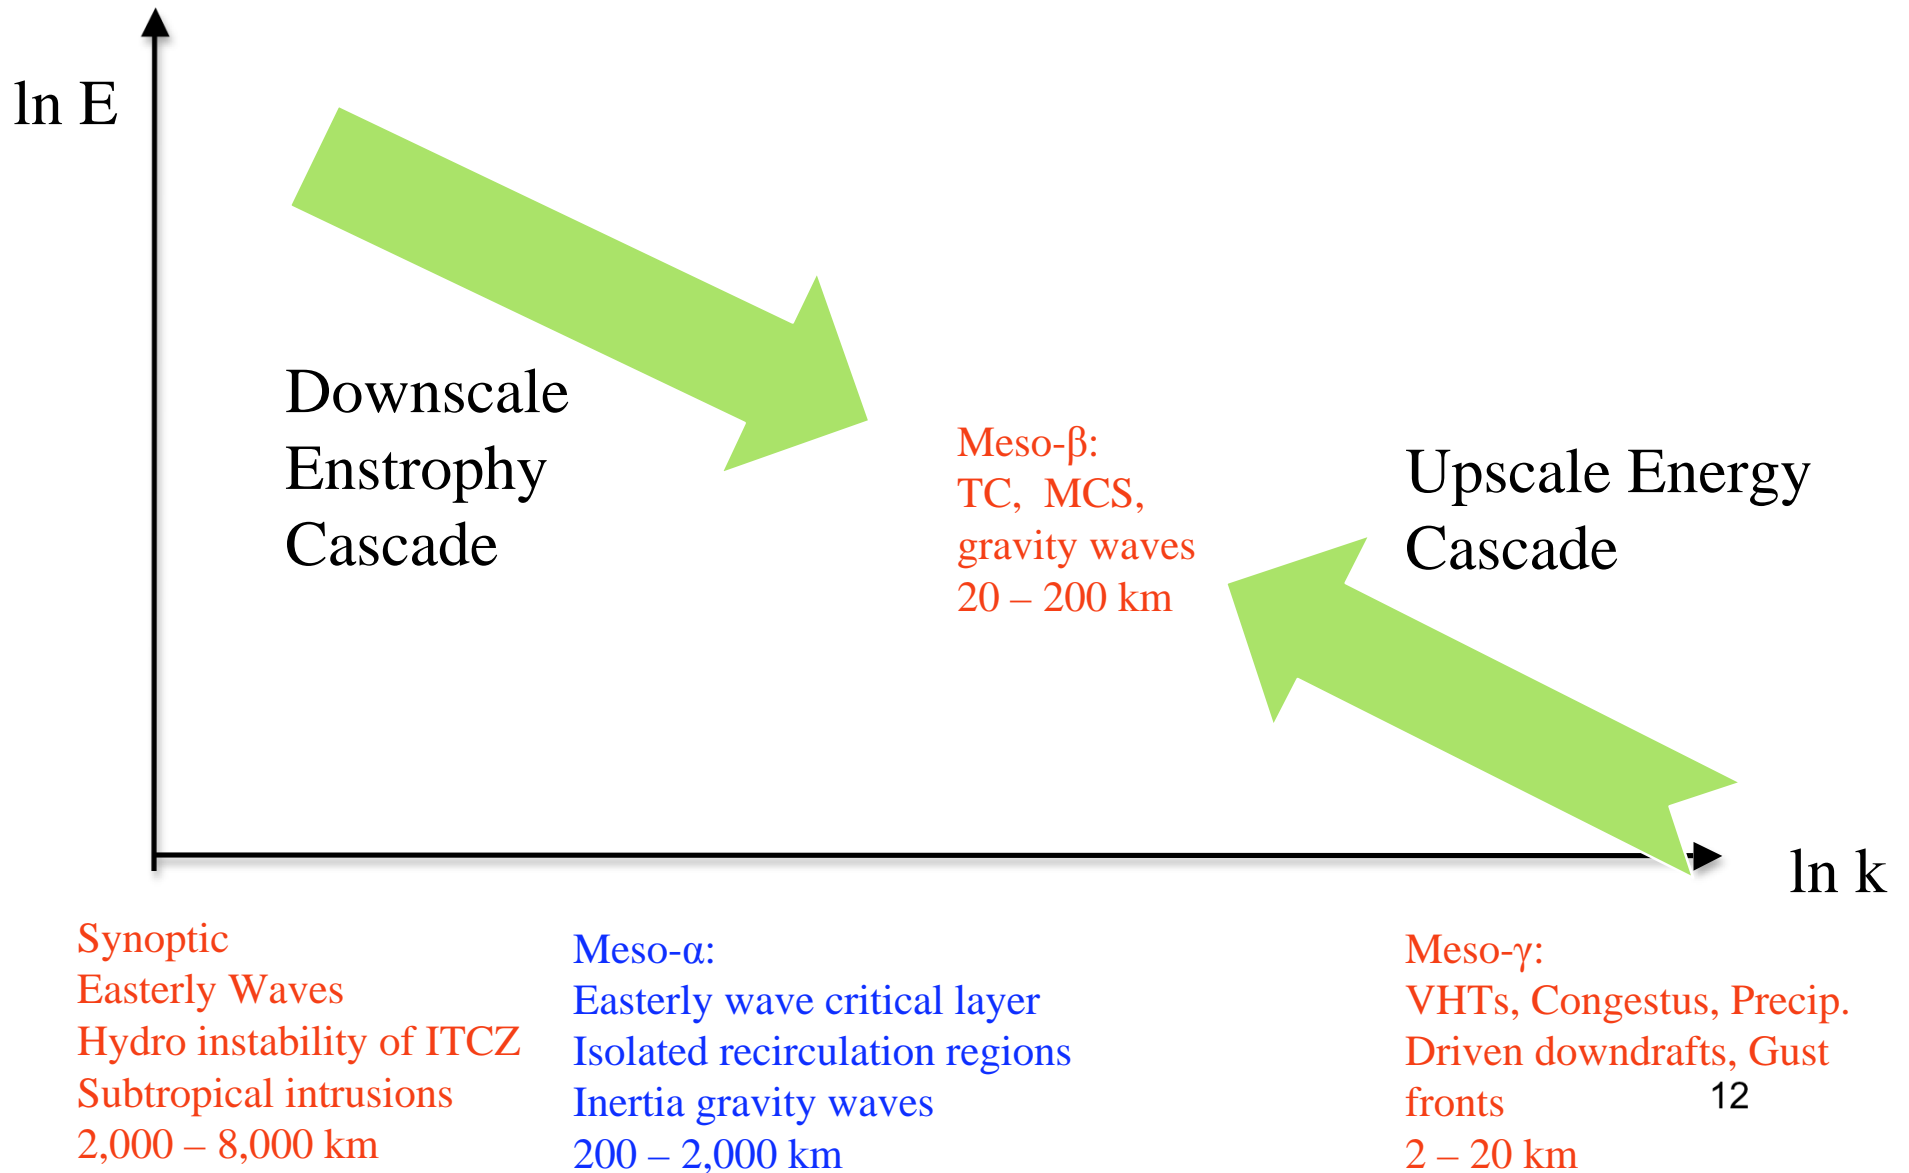 ln E
Downscale
Enstrophy
Cascade
Meso-β:
TC, MCS,
gravity waves
20 – 200 km
Upscale Energy
Cascade
ln k
Synoptic
Easterly Waves
Hydro instability of ITCZ
Subtropical intrusions
2,000 – 8,000 km
Meso-α:
Easterly wave critical layer
Isolated recirculation regions
Inertia gravity waves
200 – 2,000 km
Meso-γ:
VHTs, Congestus, Precip.
Driven downdrafts, Gust
fronts
2 – 20 km
12